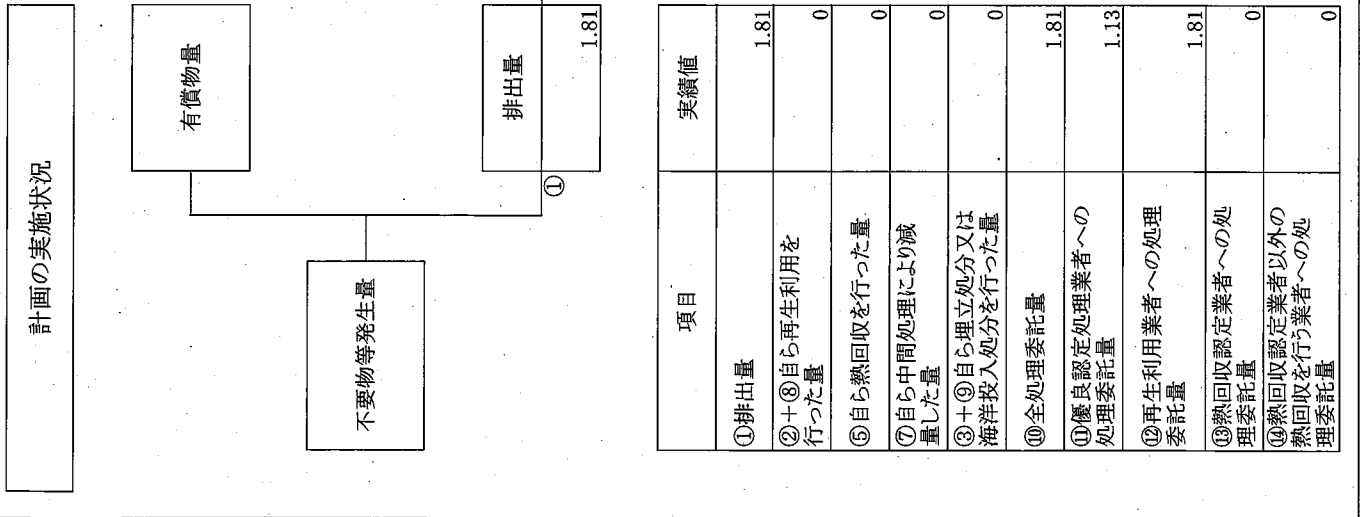 計画の実施状況
有償物量
不要物等発生量
排出量
①
1.81
項目
実績値
①排出量
1.81
②+⑧自ら再生利用を
行った量
0
⑤自ら熱回収を行った量
0
⑦自ら中間処理により減
量した量
0
③+⑨自ら埋立処分又は
海洋投入処分を行った量
0
⑩全処理委託量
1.81
⑪優良認定処理業者への
処理委託量
1.13
⑫再生利用業者への処理
委託量
1.81
⑬熱回収認定業者への処
理委託量
0
⑭熱回収認定業者以外の
熱回収を行う業者への処
理委託量
0